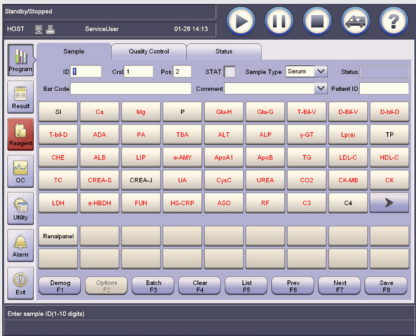 Standby/Stopped
HOST ServiceUser 01-26 14:13
Sample Quality Control Status
Program
ID 1 Crsl 1 Pos 2 STAT Sample Type Serum Status
Bar Code Comment Patient ID
Result
SI Ca Mg P Glu-H Glu-G T-Bil-V D-Bil-V D-bil-D
Reagent
T-bil-D ADA PA TBA ALT ALP γ-GT Lp(a) TP
CHE ALB LIP α-AMY ApoA1 ApoB TG LDL-C HDL-C
QC
TC CREA-S CREA-J UA CysC UREA CO2 CK-MB CK
Utility
LDH α-HBDH FUN HS-CRP ASO RF C3 C4
Alarm
Renalpanel
Exit
Demog F1 Options F2 Batch F3 Clear F4 List F5 Prev F6 Next F7 Save F8
Enter sample ID(1-10 digits)